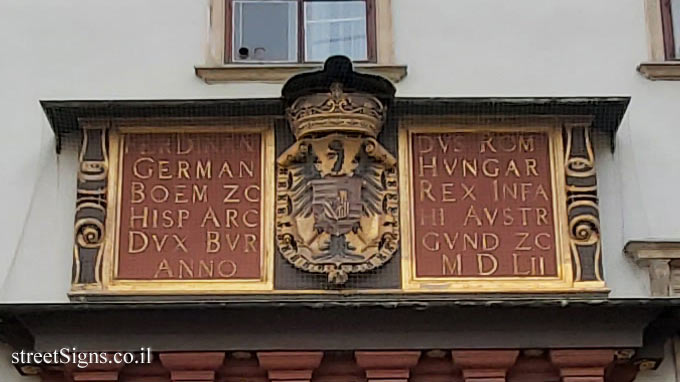 FERDINAN DVS ROM
GERMAN HVNGAR
BOEM ZC REX INFA
HISP ARC HI AVSTR
DVX BVR GVND ZC
ANNO M D LII
streetSigns.co.il